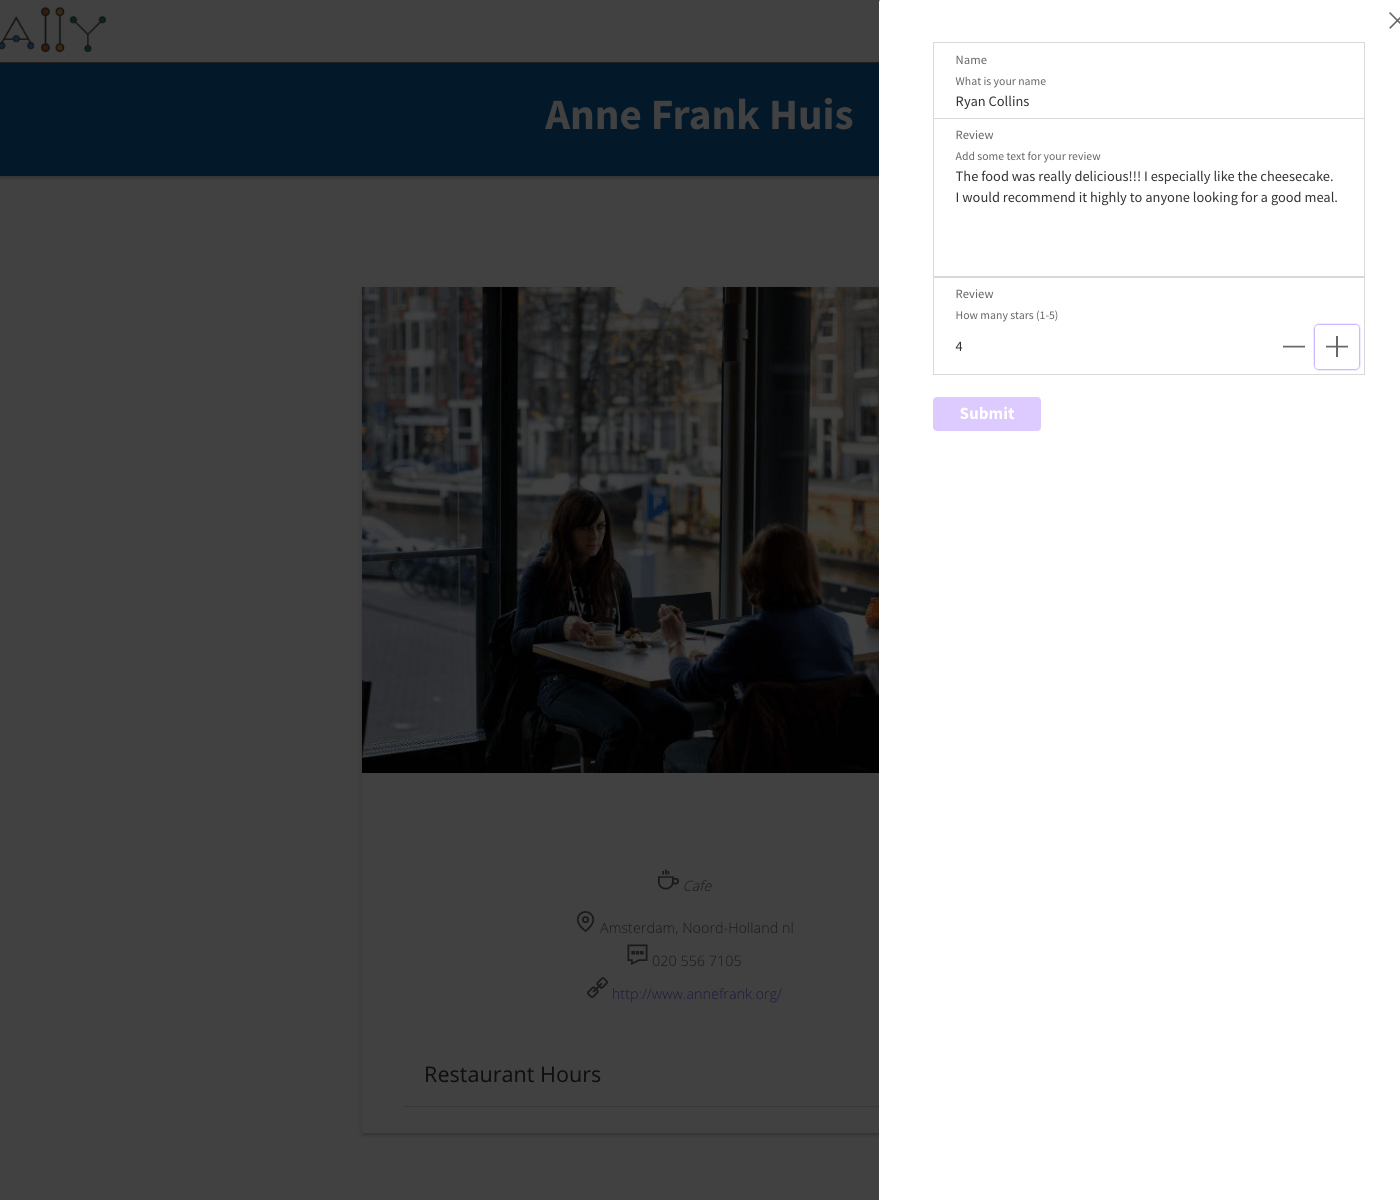 A11Y
Anne Frank Huis
Cafe
Amsterdam, Noord-Holland nl
020 556 7105
http://www.annefrank.org/
Restaurant Hours
Name
What is your name
Ryan Collins
Review
Add some text for your review
The food was really delicious!!! I especially like the cheesecake.
I would recommend it highly to anyone looking for a good meal.
Review
How many stars (1-5)
4
Submit